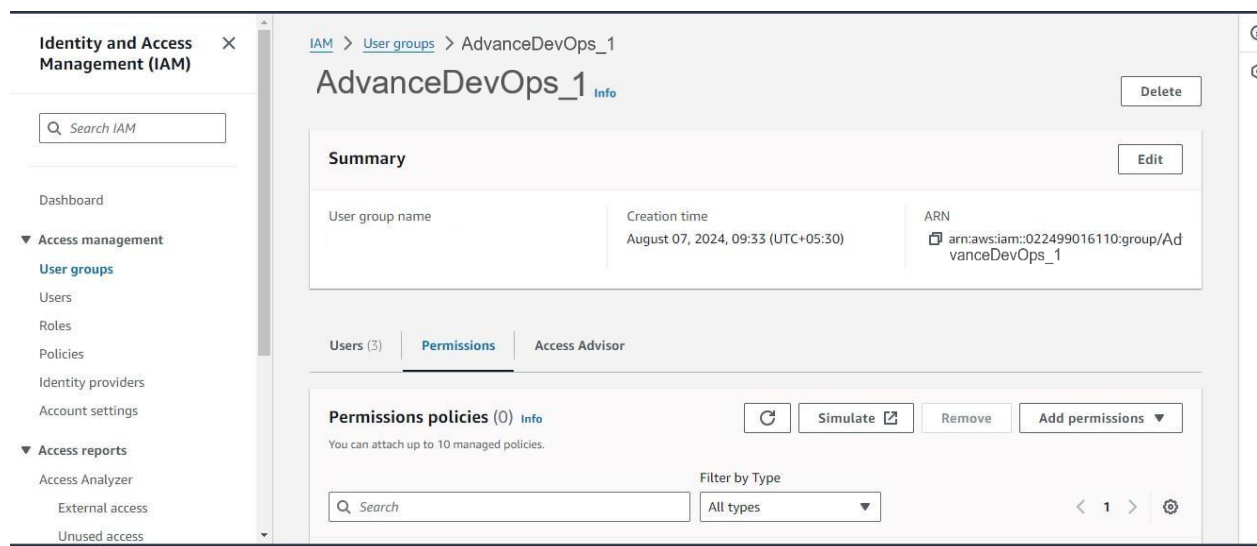 Identity and Access
Management (IAM)
Search IAM
Dashboard
Access management
User groups
Users
Roles
Policies
Identity providers
Account settings
Access reports
Access Analyzer
External access
Unused access
IAM > User groups > AdvanceDevOps_1
AdvanceDevOps_1 Info
Delete
Summary
Edit
User group name
Creation time
August 07, 2024, 09:33 (UTC+05:30)
ARN
arn:aws:iam::022499016110:group/Ad
vanceDevOps_1
Users (3) Permissions Access Advisor
Permissions policies (0) Info
Simulate Remove Add permissions
You can attach up to 10 managed policies.
Filter by Type
Search
All types
< 1 >